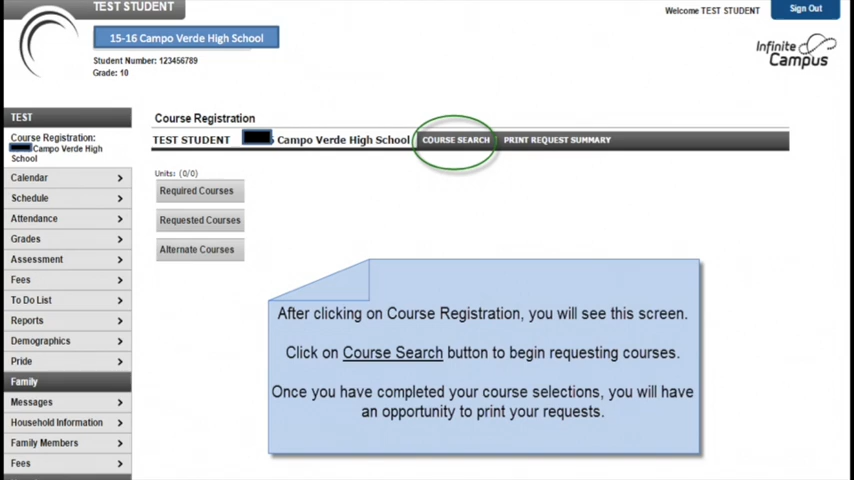 TEST STUDENT
Welcome TEST STUDENT
Sign Out
15-16 Campo Verde High School
Student Number: 123456789
Grade: 10
Infinite
Campus
TEST
Course Registration:
Campo Verde High
School
Calendar
Schedule
Attendance
Grades
Assessment
Fees
To Do List
Reports
Demographics
Pride
Family
Messages
Household Information
Family Members
Fees
Course Registration
TEST STUDENT Campo Verde High School COURSE SEARCH PRINT REQUEST SUMMARY
Units: (0/0)
Required Courses
Requested Courses
Alternate Courses
After clicking on Course Registration, you will see this screen.
Click on Course Search button to begin requesting courses.
Once you have completed your course selections, you will have
an opportunity to print your requests.